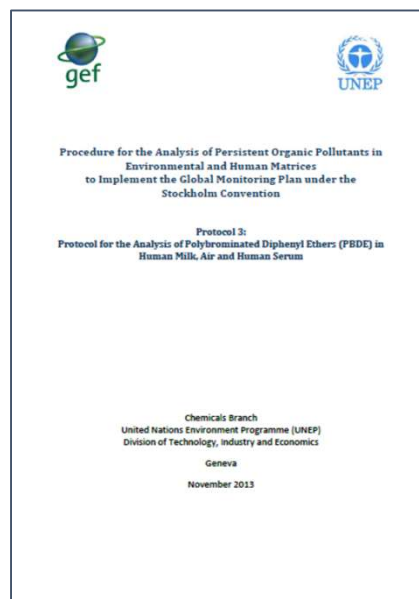 gef
UNEP
Procedure for the Analysis of Persistent Organic Pollutants in
Environmental and Human Matrices
to Implement the Global Monitoring Plan under the
Stockholm Convention
Protocol 3:
Protocol for the Analysis of Polybrominated Diphenyl Ethers (PBDE) in
Human Milk, Air and Human Serum
Chemicals Branch
United Nations Environment Programme (UNEP)
Division of Technology, Industry and Economics
Geneva
November 2013